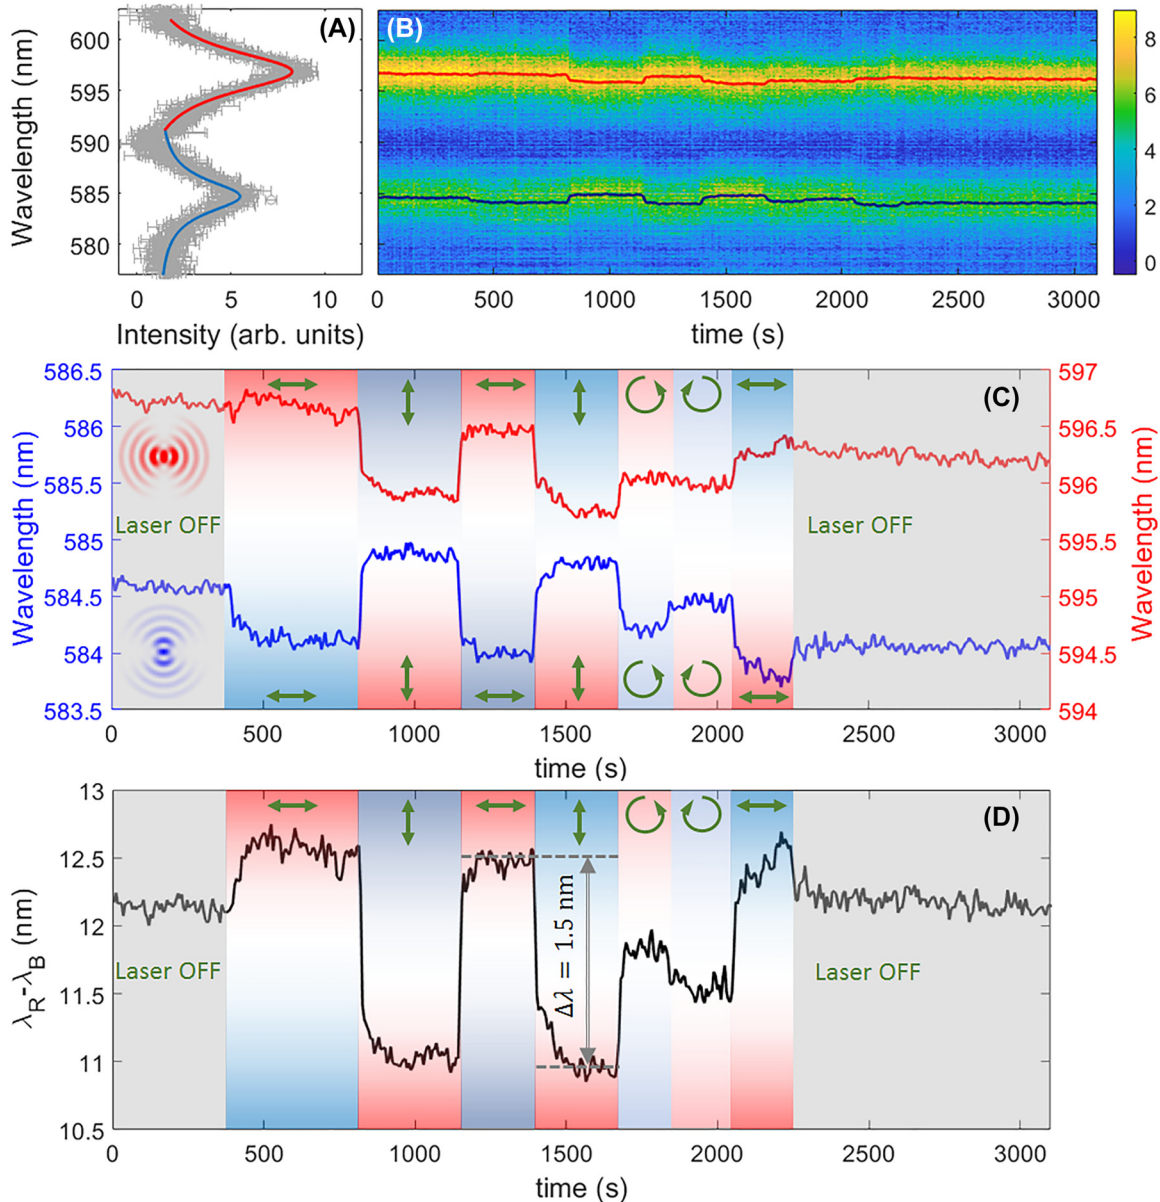 (A)
(B)
600
595
590
585
580
Wavelength (nm)
0 5 10
Intensity (arb. units)
0 500 1000 1500 2000 2500 3000
time (s)
8
6
4
2
0
(C)
586.5
586
585.5
585
584.5
584
583.5
Wavelength (nm)
597
596.5
596
595.5
595
594.5
594
Wavelength (nm)
Laser OFF
Laser OFF
0 500 1000 1500 2000 2500 3000
time (s)
(D)
13
12.5
12
11.5
11
10.5
λR-λB (nm)
Laser OFF
Δλ = 1.5 nm
Laser OFF
0 500 1000 1500 2000 2500 3000
time (s)